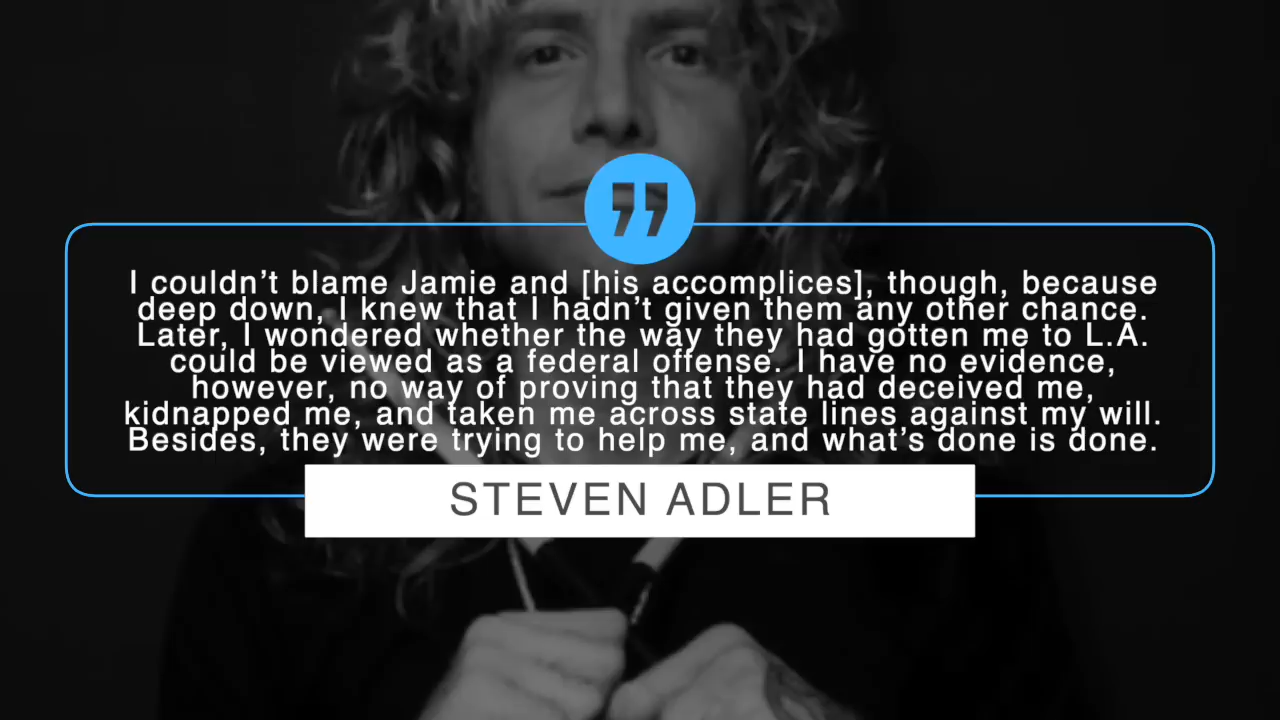 I couldn’t blame Jamie and [his accomplices], though, because
deep down, I knew that I hadn’t given them any other chance.
Later, I wondered whether the way they had gotten me to L.A.
could be viewed as a federal offense. I have no evidence,
however, no way of proving that they had deceived me,
kidnapped me, and taken me across state lines against my will.
Besides, they were trying to help me, and what’s done is done.
STEVEN ADLER